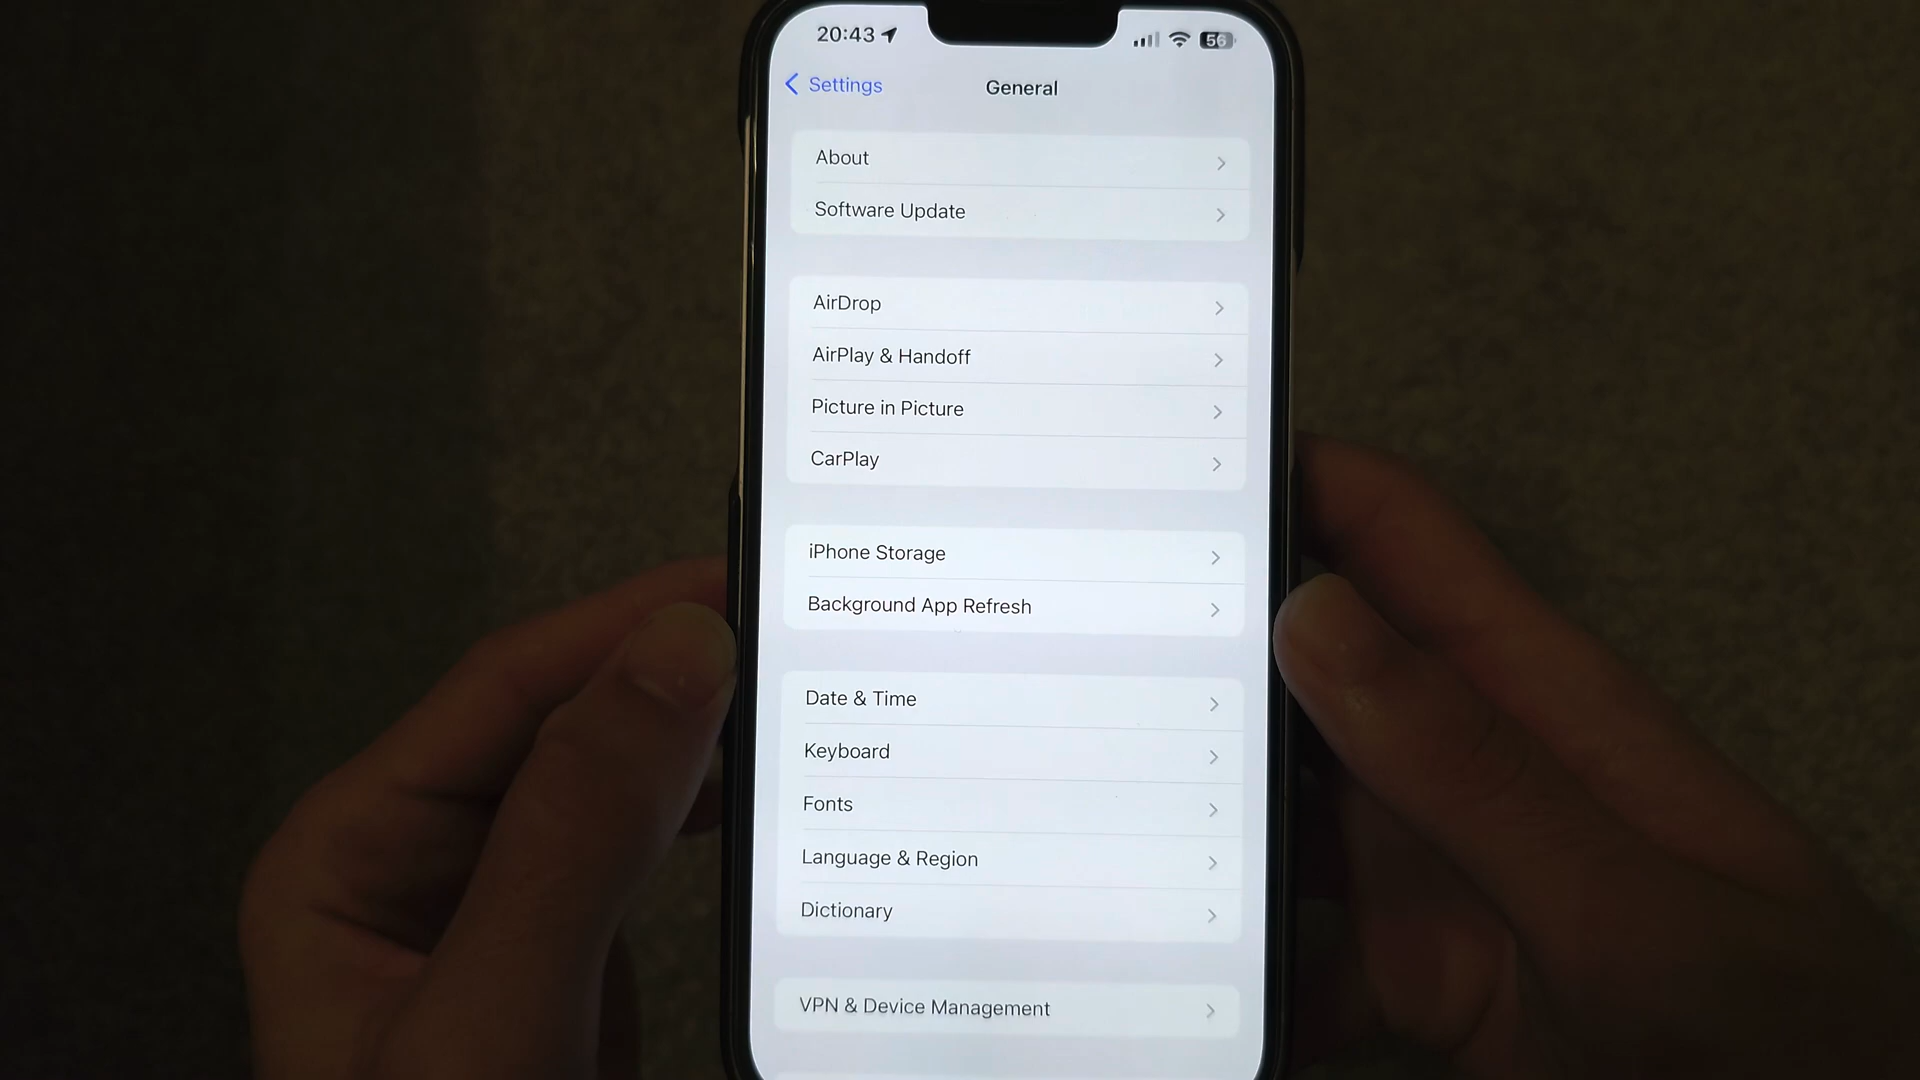 20:43
56
Settings
General
About
Software Update
AirDrop
AirPlay & Handoff
Picture in Picture
CarPlay
iPhone Storage
Background App Refresh
Date & Time
Keyboard
Fonts
Language & Region
Dictionary
VPN & Device Management